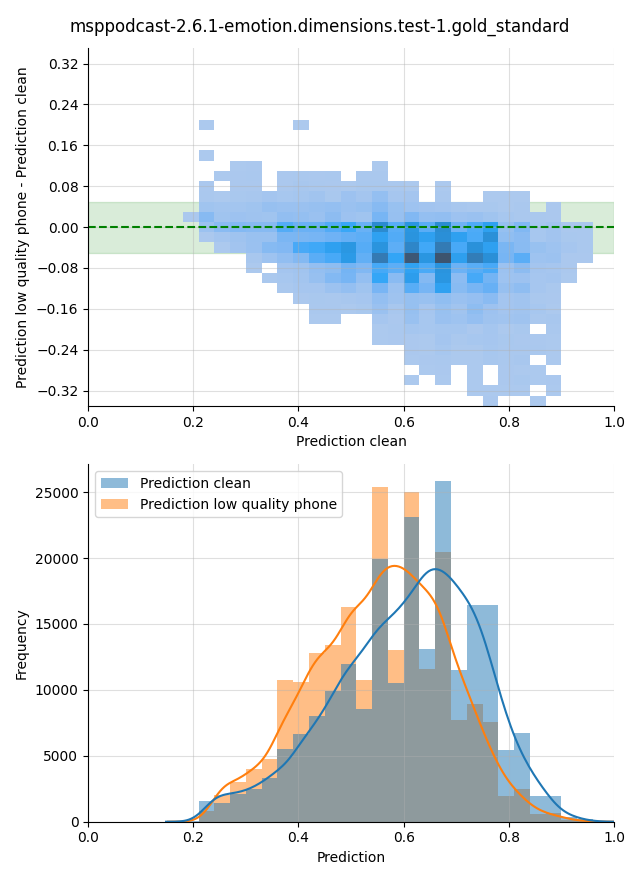 msppodcast-2.6.1-emotion.dimensions.test-1.gold_standard
Prediction low quality phone - Prediction clean
0.32
0.24
0.16
0.08
0.00
−0.08
−0.16
−0.24
−0.32
0.0 0.2 0.4 0.6 0.8 1.0
Prediction clean
Frequency
Prediction clean
Prediction low quality phone
25000
20000
15000
10000
5000
0
0.0 0.2 0.4 0.6 0.8 1.0
Prediction